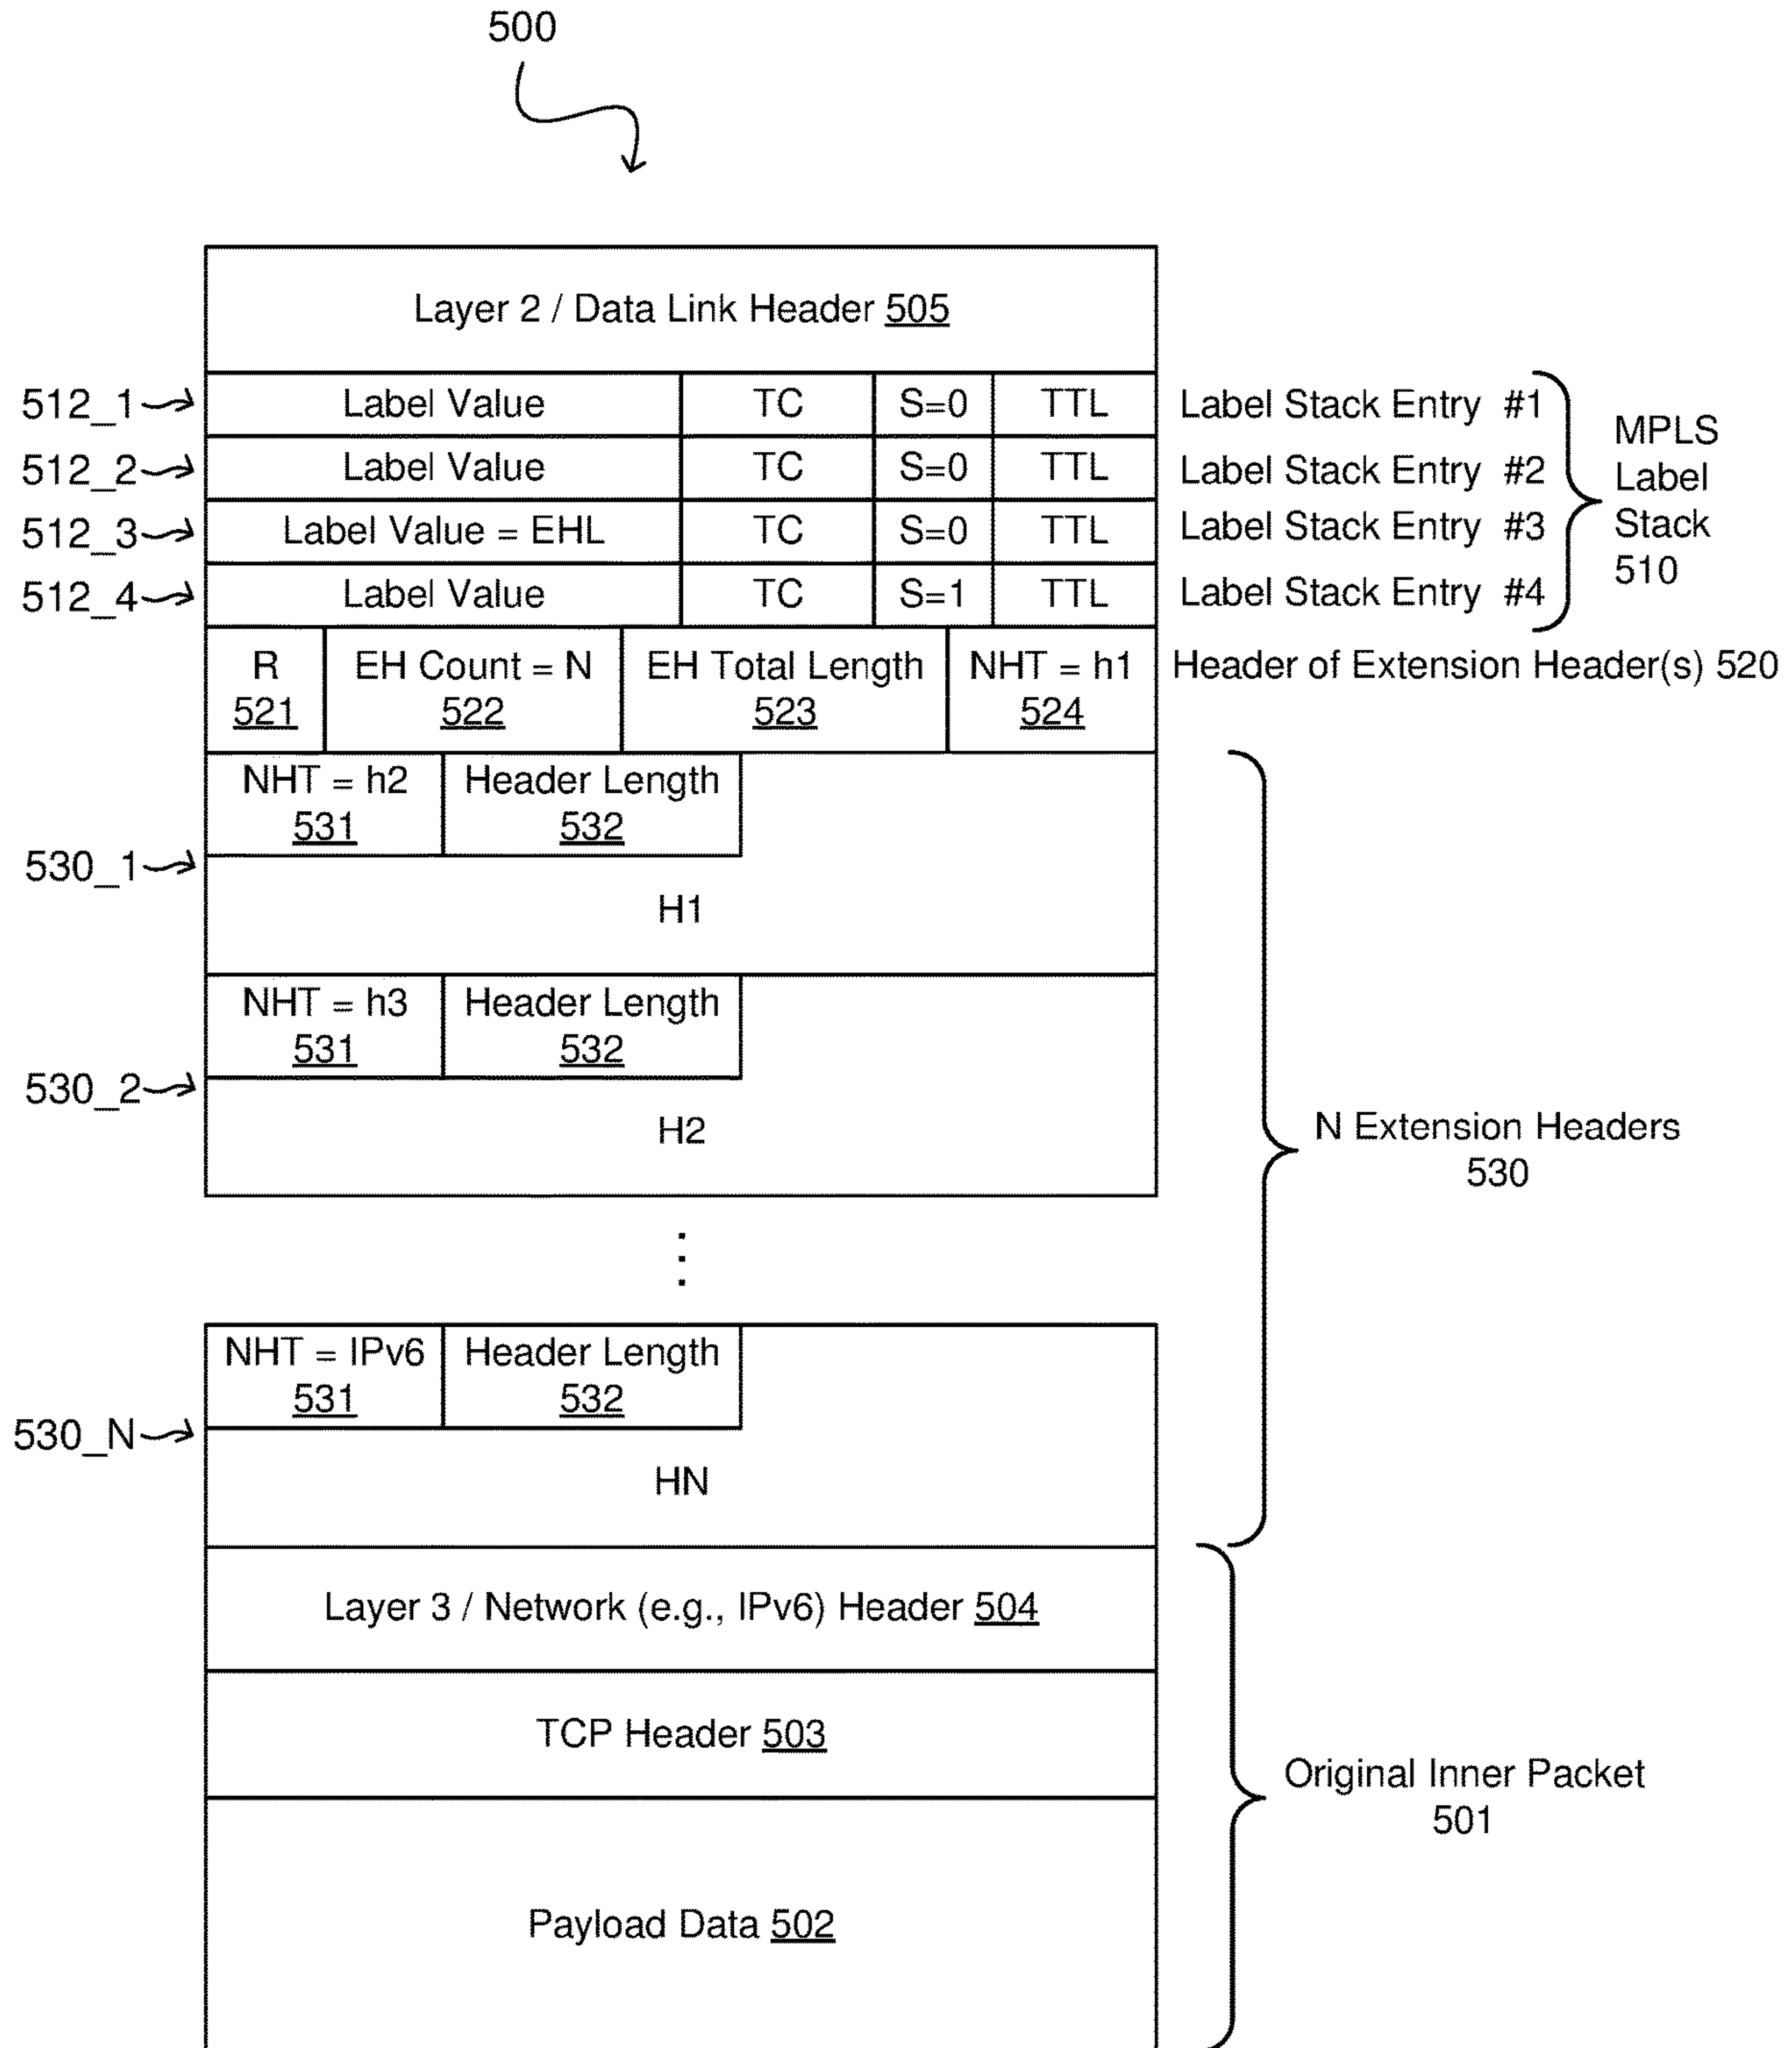 500
Layer 2 / Data Link Header 505
512_1 Label Value TC S=0 TTL Label Stack Entry #1
512_2 Label Value TC S=0 TTL Label Stack Entry #2
512_3 Label Value = EHL TC S=0 TTL Label Stack Entry #3
512_4 Label Value TC S=1 TTL Label Stack Entry #4
MPLS
Label
Stack
510
R EH Count = N EH Total Length NHT = h1 Header of Extension Header(s) 520
521 522 523 524
NHT = h2 Header Length
531 532
530_1
H1
NHT = h3 Header Length
531 532
530_2
H2
N Extension Headers
530
NHT = IPv6 Header Length
531 532
530_N
HN
Layer 3 / Network (e.g., IPv6) Header 504
TCP Header 503
Original Inner Packet
501
Payload Data 502